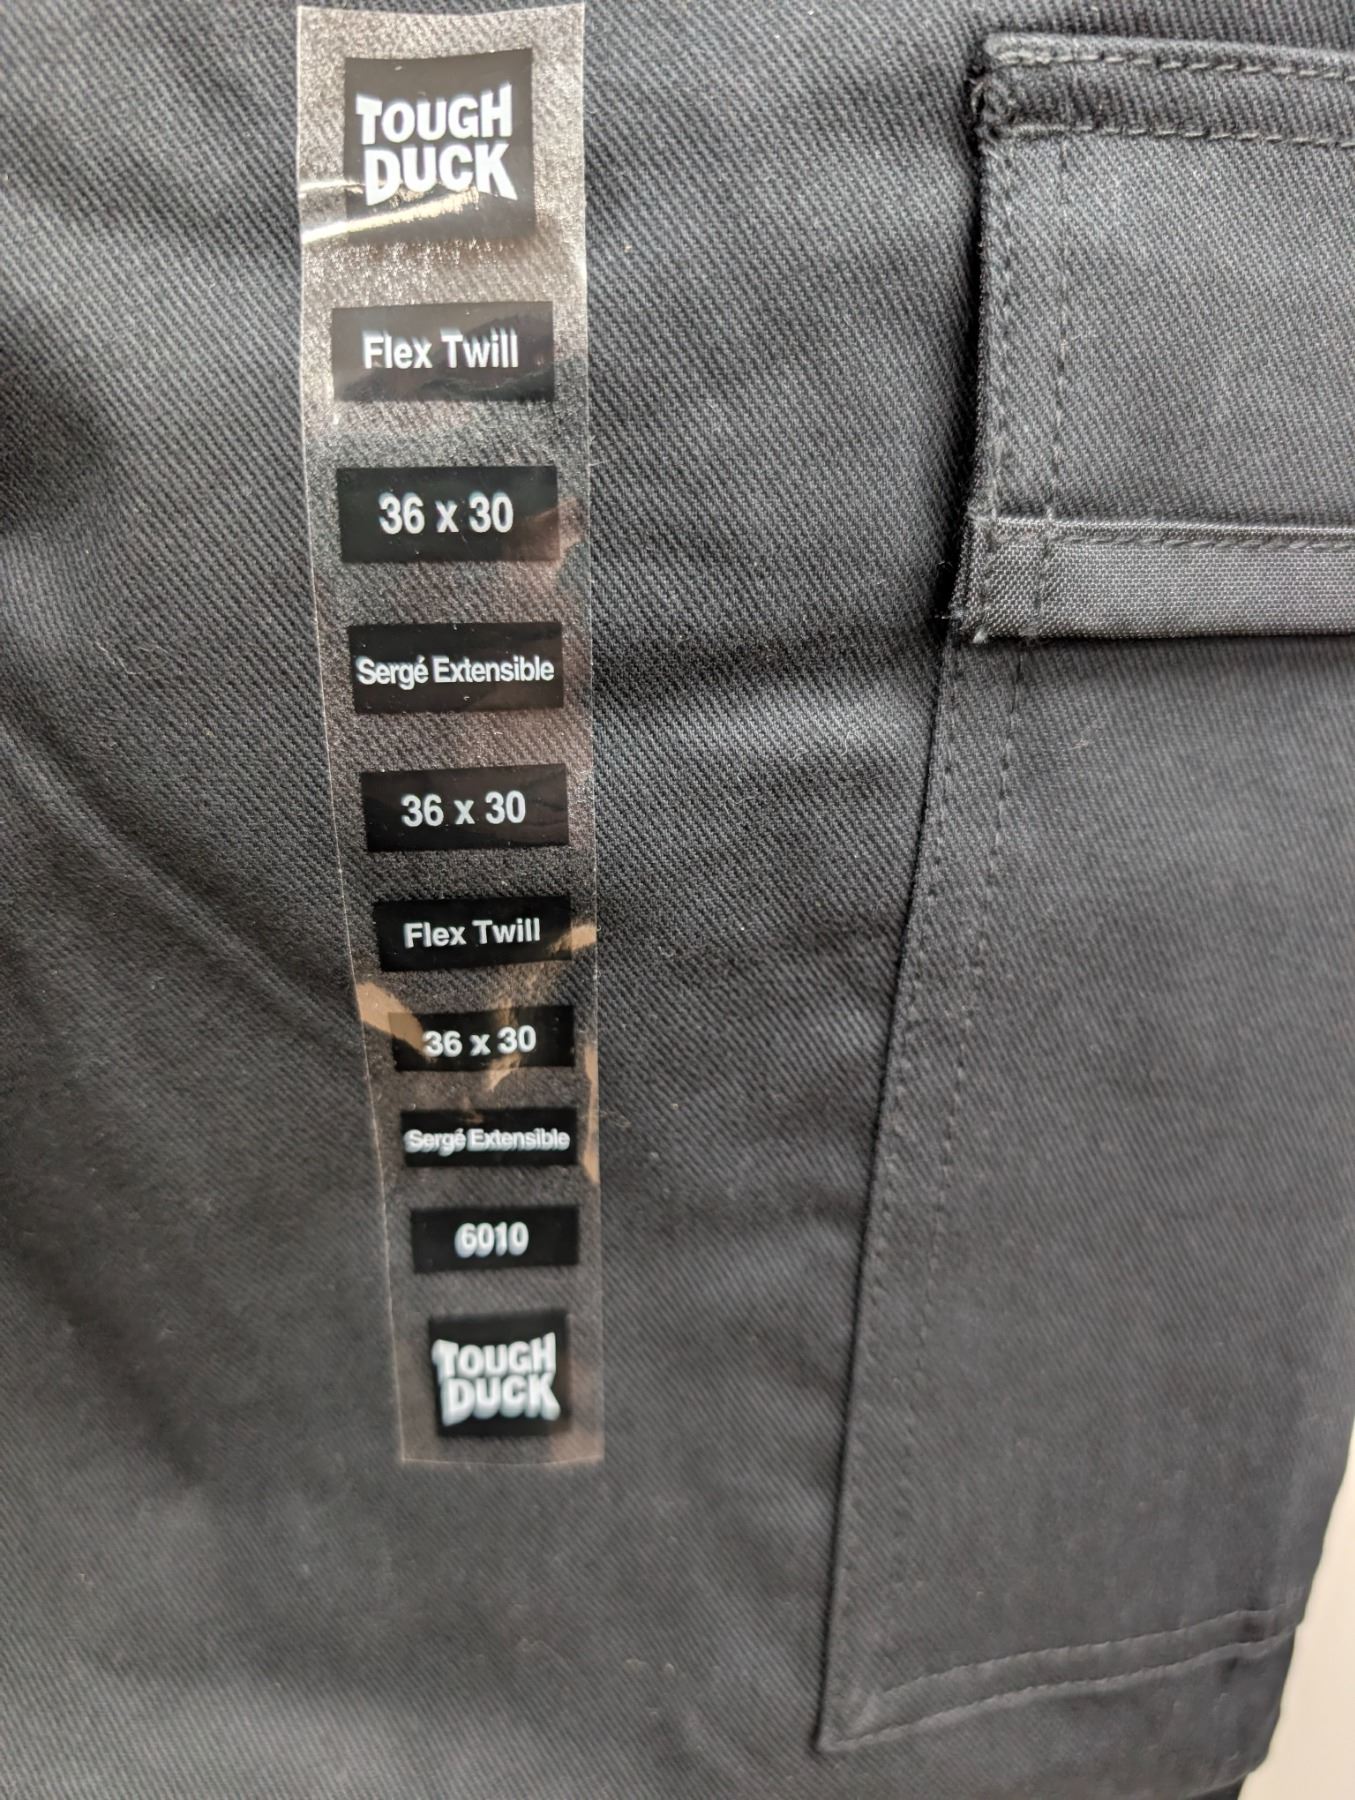 TOUGH
DUCK
Flex Twill
36 x 30
Sergé Extensible
36 x 30
Flex Twill
36 x 30
Sergé Extensible
6010
TOUGH
DUCK